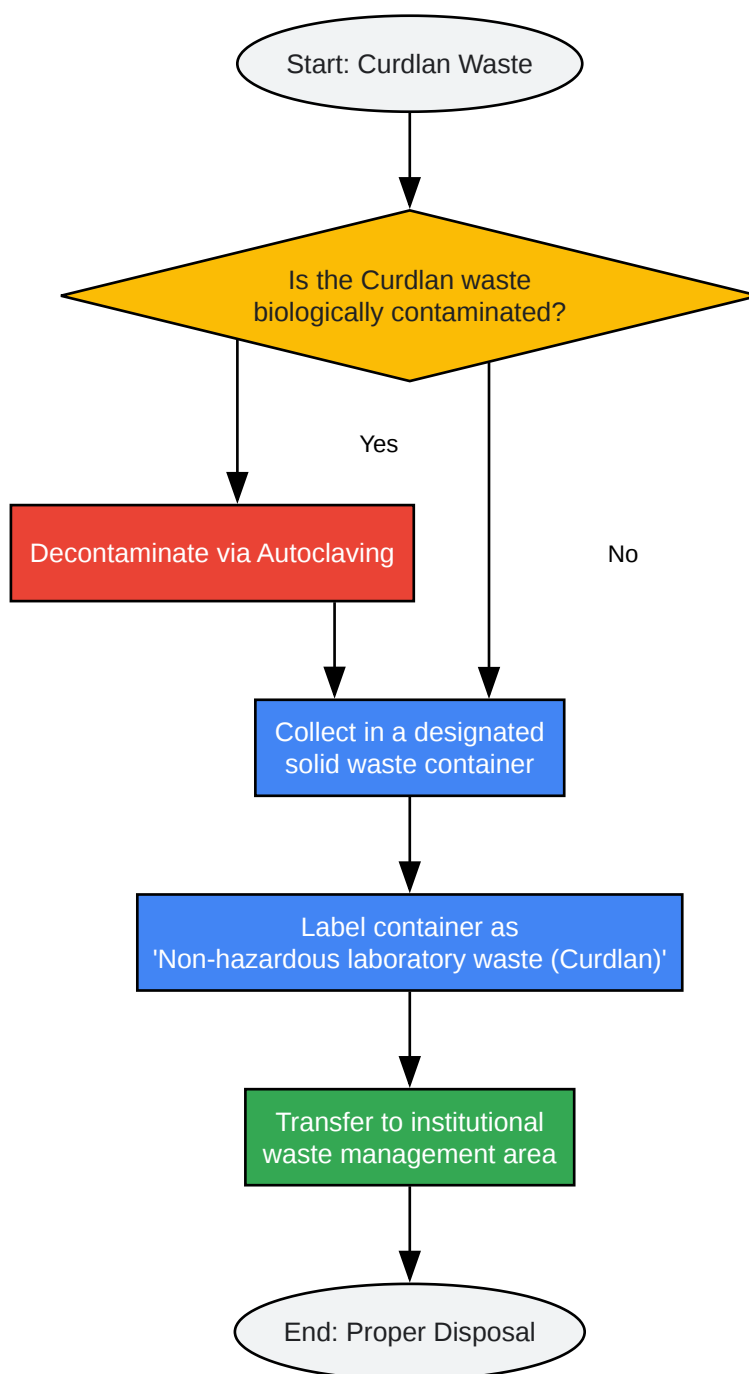 Start: Curdlan Waste
Is the Curdlan waste
biologically contaminated?
Yes
Decontaminate via Autoclaving
No
Collect in a designated
solid waste container
Label container as
'Non-hazardous laboratory waste (Curdlan)'
Transfer to institutional
waste management area
End: Proper Disposal